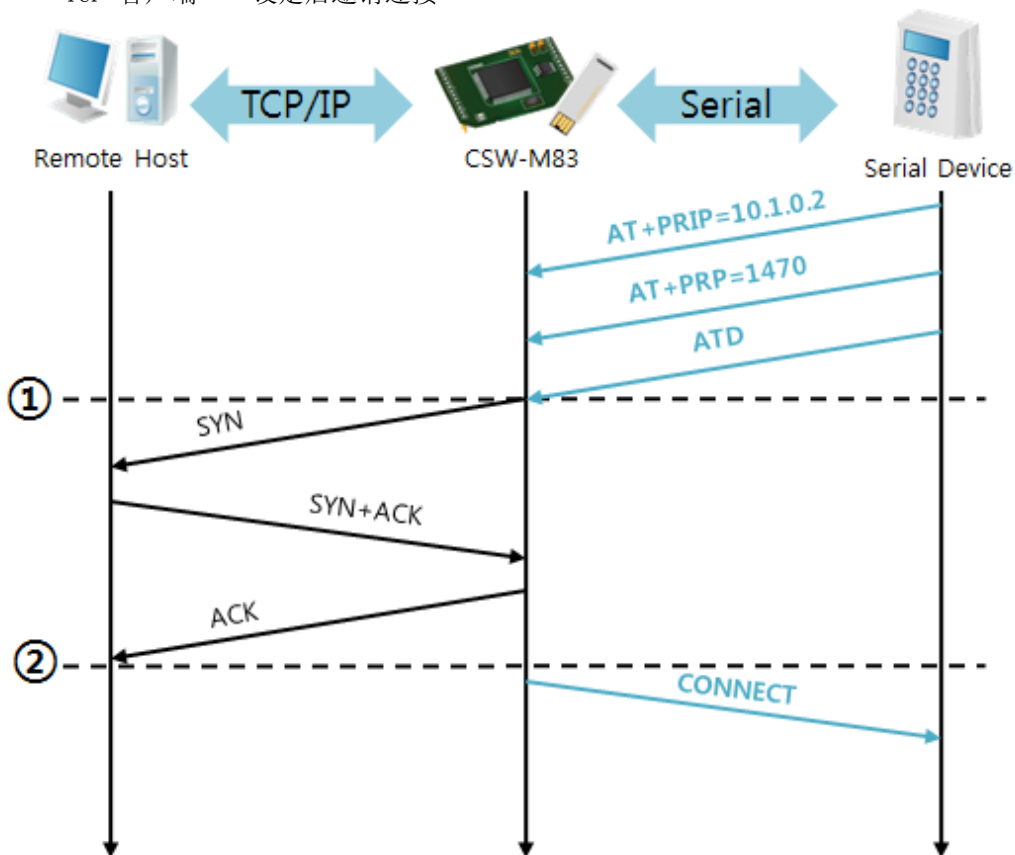 TCP/IP
Serial
Remote Host
CSW-M83
Serial Device
AT+PRIP=10.1.0.2
AT+PRP=1470
ATD
①
SYN
SYN+ACK
ACK
②
CONNECT